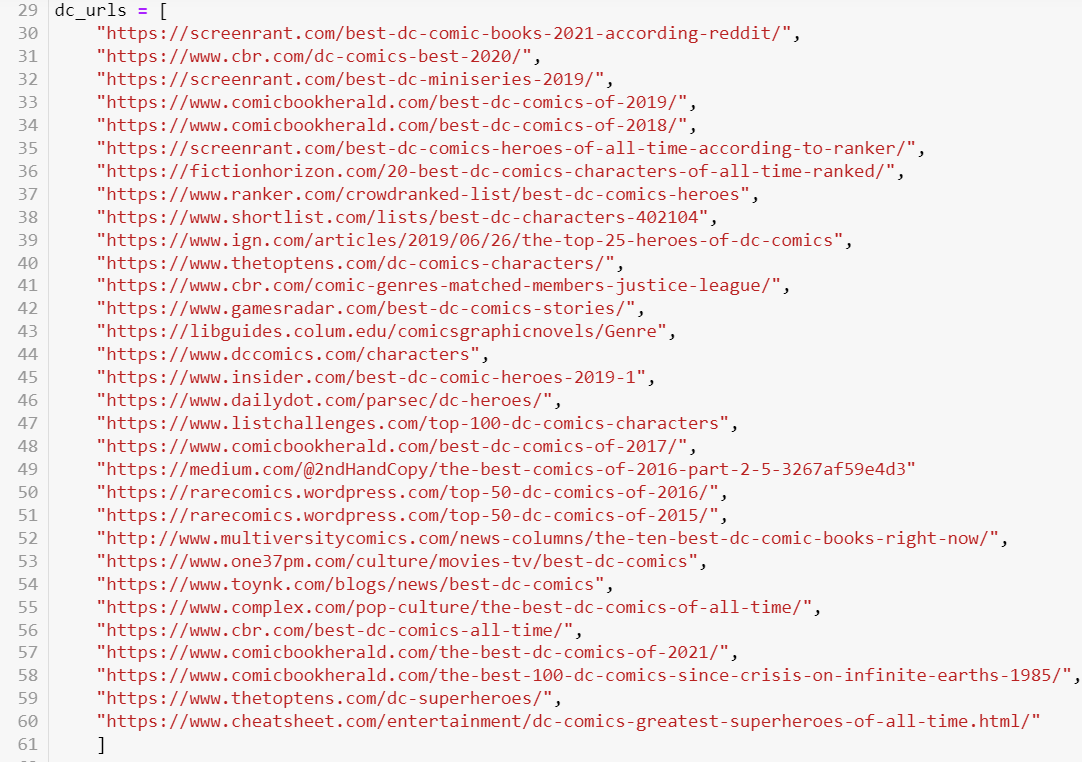 29 dc_urls = [
30 "https://screenrant.com/best-dc-comic-books-2021-according-reddit/",
31 "https://www.cbr.com/dc-comics-best-2020/",
32 "https://screenrant.com/best-dc-miniseries-2019/",
33 "https://www.comicbookherald.com/best-dc-comics-of-2019/",
34 "https://www.comicbookherald.com/best-dc-comics-of-2018/",
35 "https://screenrant.com/best-dc-comics-heroes-of-all-time-according-to-ranker/",
36 "https://fictionhorizon.com/20-best-dc-comics-characters-of-all-time-ranked/",
37 "https://www.ranker.com/crowdranked-list/best-dc-comics-heroes",
38 "https://www.shortlist.com/lists/best-dc-characters-402104",
39 "https://www.ign.com/articles/2019/06/26/the-top-25-heroes-of-dc-comics",
40 "https://www.thetoptens.com/dc-comics-characters/",
41 "https://www.cbr.com/comic-genres-matched-members-justice-league/",
42 "https://www.gamesradar.com/best-dc-comics-stories/",
43 "https://libguides.colum.edu/comicsgraphicnovels/Genre",
44 "https://www.dccomics.com/characters",
45 "https://www.insider.com/best-dc-comic-heroes-2019-1",
46 "https://www.dailydot.com/parsec/dc-heroes/",
47 "https://www.listchallenges.com/top-100-dc-comics-characters",
48 "https://www.comicbookherald.com/best-dc-comics-of-2017/",
49 "https://medium.com/@2ndHandCopy/the-best-comics-of-2016-part-2-5-3267af59e4d3"
50 "https://rarecomics.wordpress.com/top-50-dc-comics-of-2016/",
51 "https://rarecomics.wordpress.com/top-50-dc-comics-of-2015/",
52 "http://www.multiversitycomics.com/news-columns/the-ten-best-dc-comic-books-right-now/",
53 "https://www.one37pm.com/culture/movies-tv/best-dc-comics",
54 "https://www.toynk.com/blogs/news/best-dc-comics",
55 "https://www.complex.com/pop-culture/the-best-dc-comics-of-all-time/",
56 "https://www.cbr.com/best-dc-comics-all-time/",
57 "https://www.comicbookherald.com/the-best-dc-comics-of-2021/",
58 "https://www.comicbookherald.com/the-best-100-dc-comics-since-crisis-on-infinite-earths-1985/",
59 "https://www.thetoptens.com/dc-superheroes/",
60 "https://www.cheatsheet.com/entertainment/dc-comics-greatest-superheroes-of-all-time.html/"
61 ]